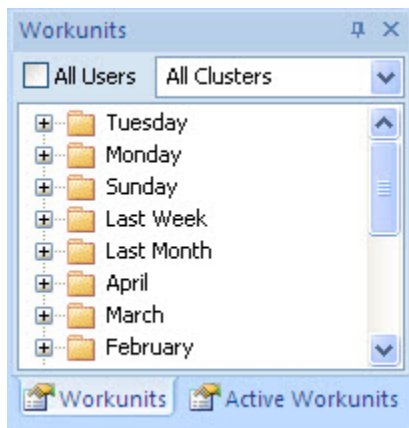 Workunits
All Users All Clusters
Tuesday
Monday
Sunday
Last Week
Last Month
April
March
February
Workunits Active Workunits